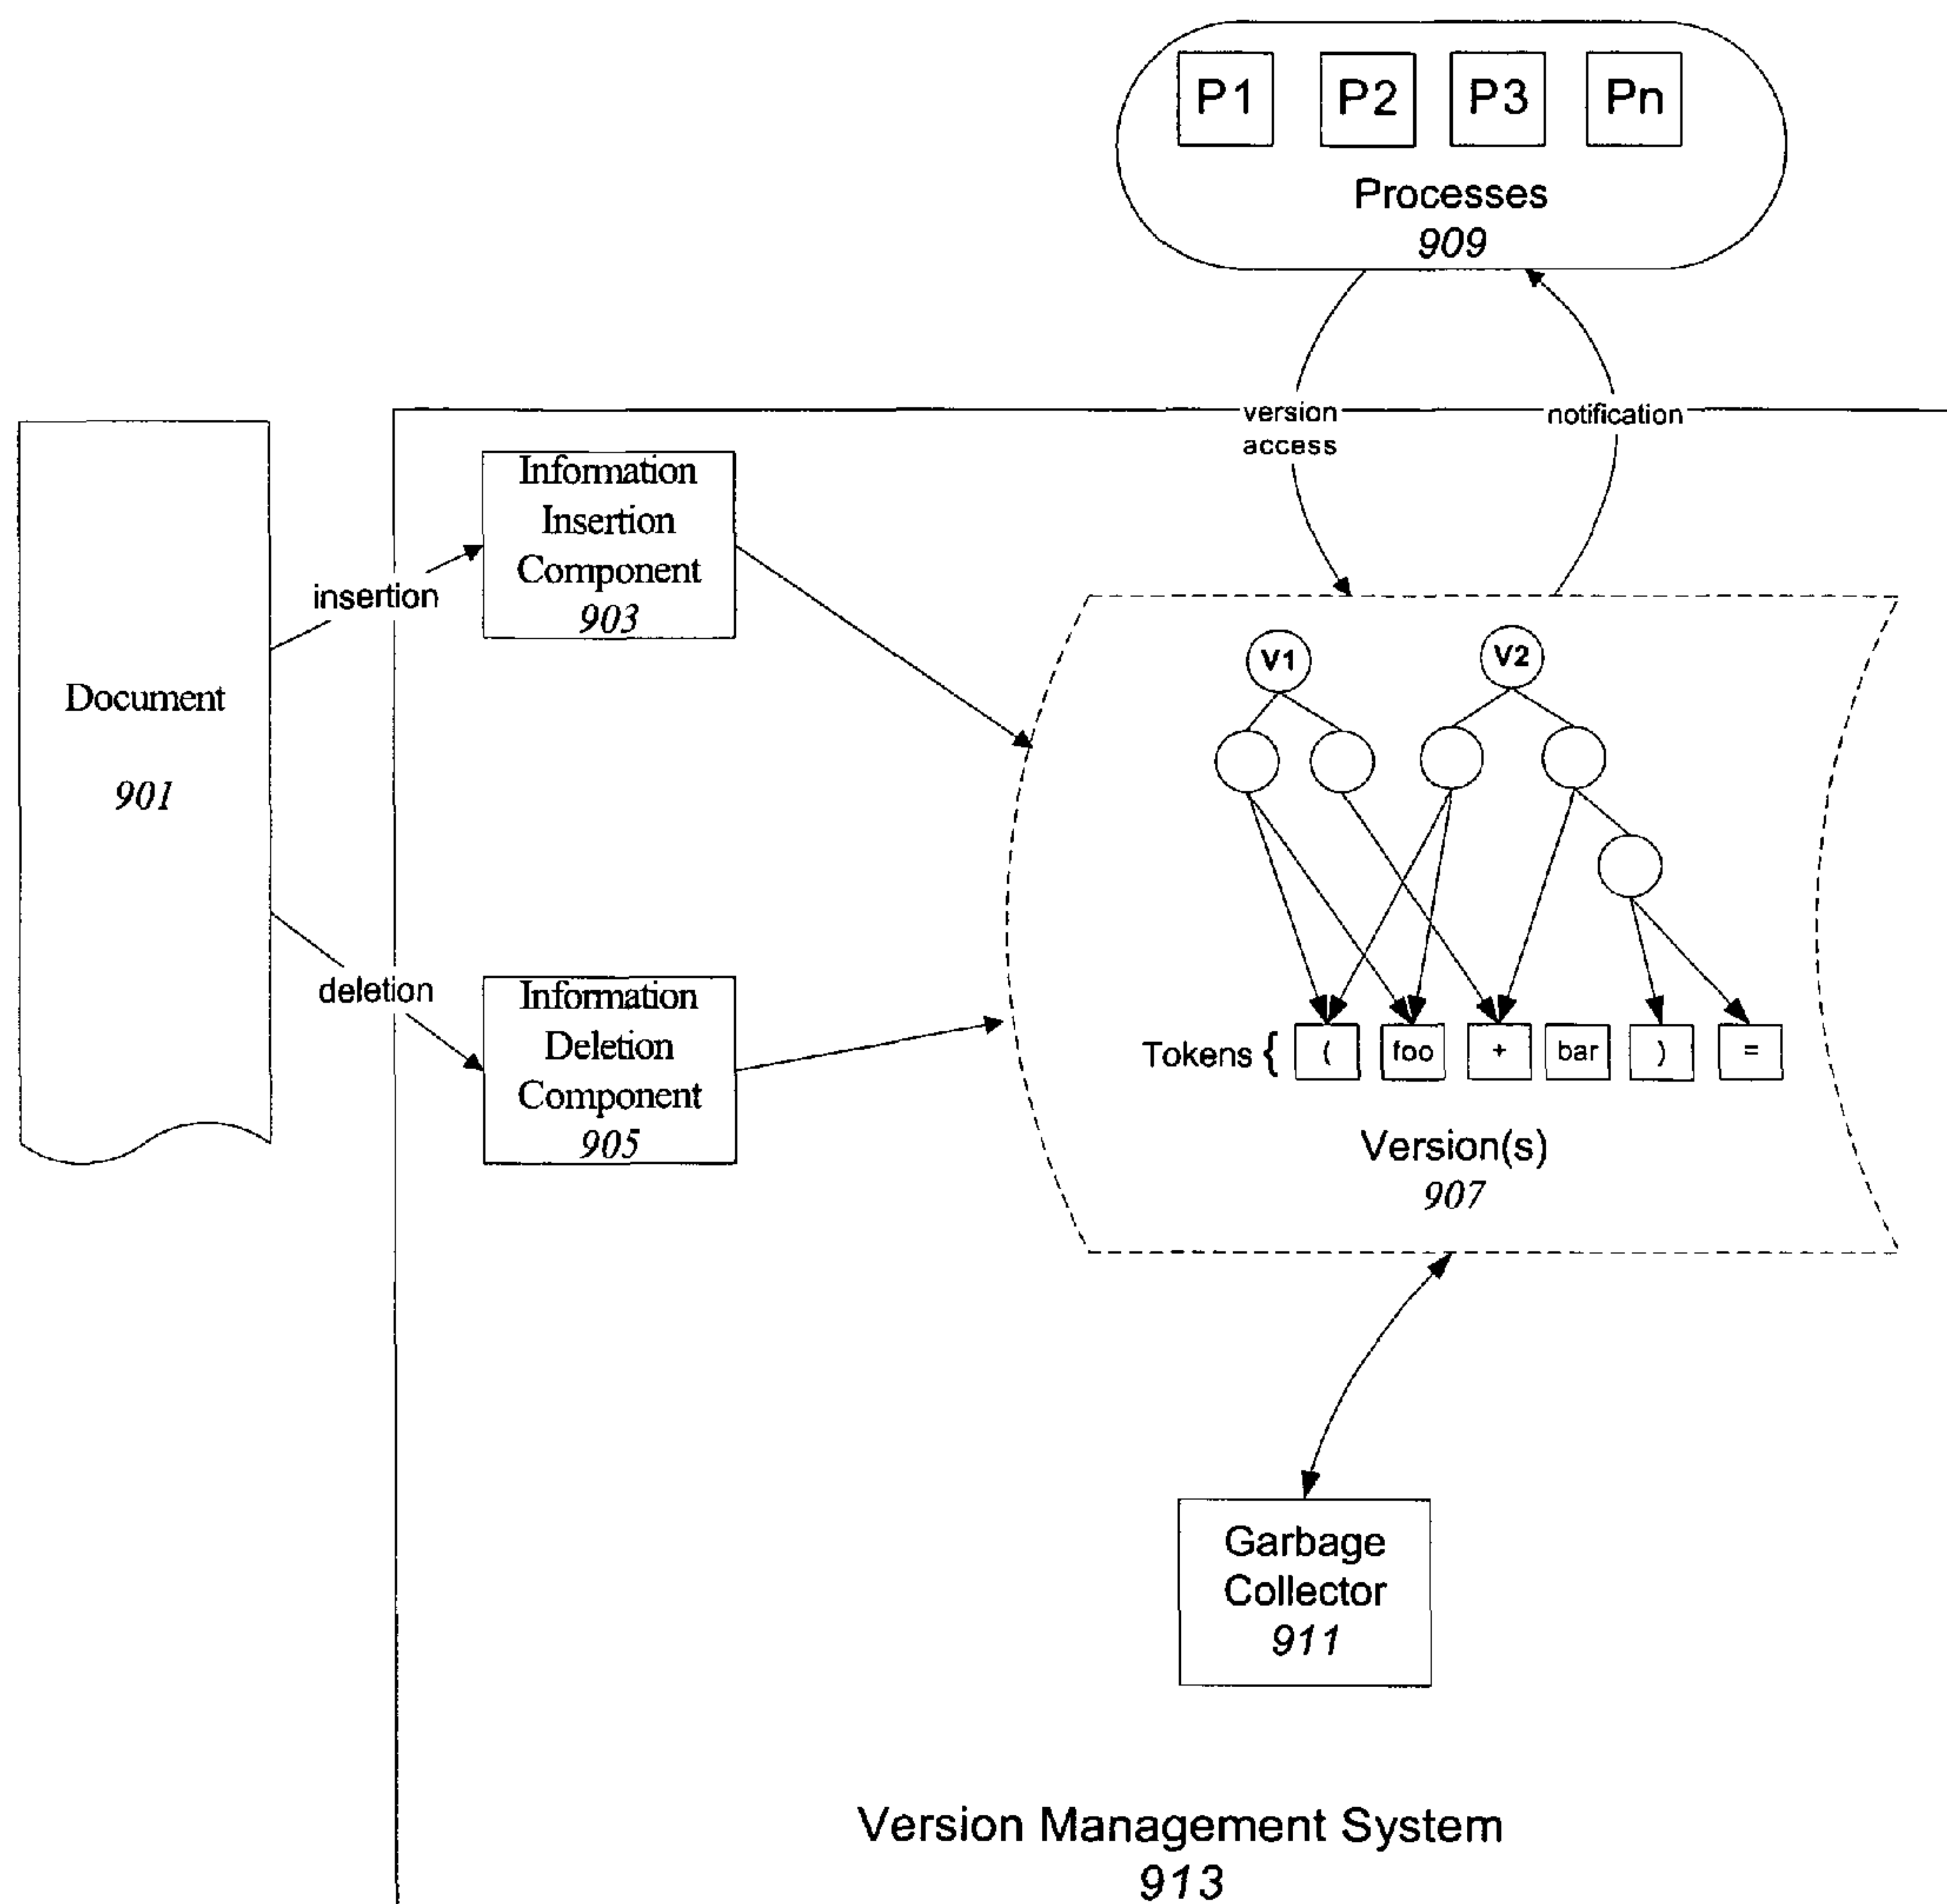 P1 P2 P3 Pn
Processes
909
version
access
notification
Document
901
insertion
deletion
Information
Insertion
Component
903
Information
Deletion
Component
905
V1 V2
Tokens { ( foo + bar ) =
Version(s)
907
Garbage
Collector
911
Version Management System
913